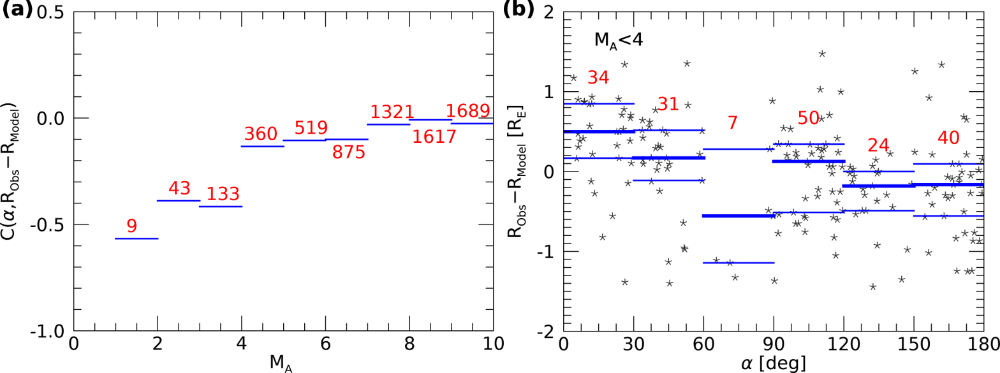 (a)
C(α,R_Obs−R_Model)
0.5
0.0
-0.5
-1.0
9
43
133
360
519
875
1321
1617
1689
0 2 4 6 8 10
M_A
(b)
R_Obs−R_Model [R_E]
2
1
0
-1
-2
M_A<4
34
31
7
50
24
40
0 30 60 90 120 150 180
α [deg]